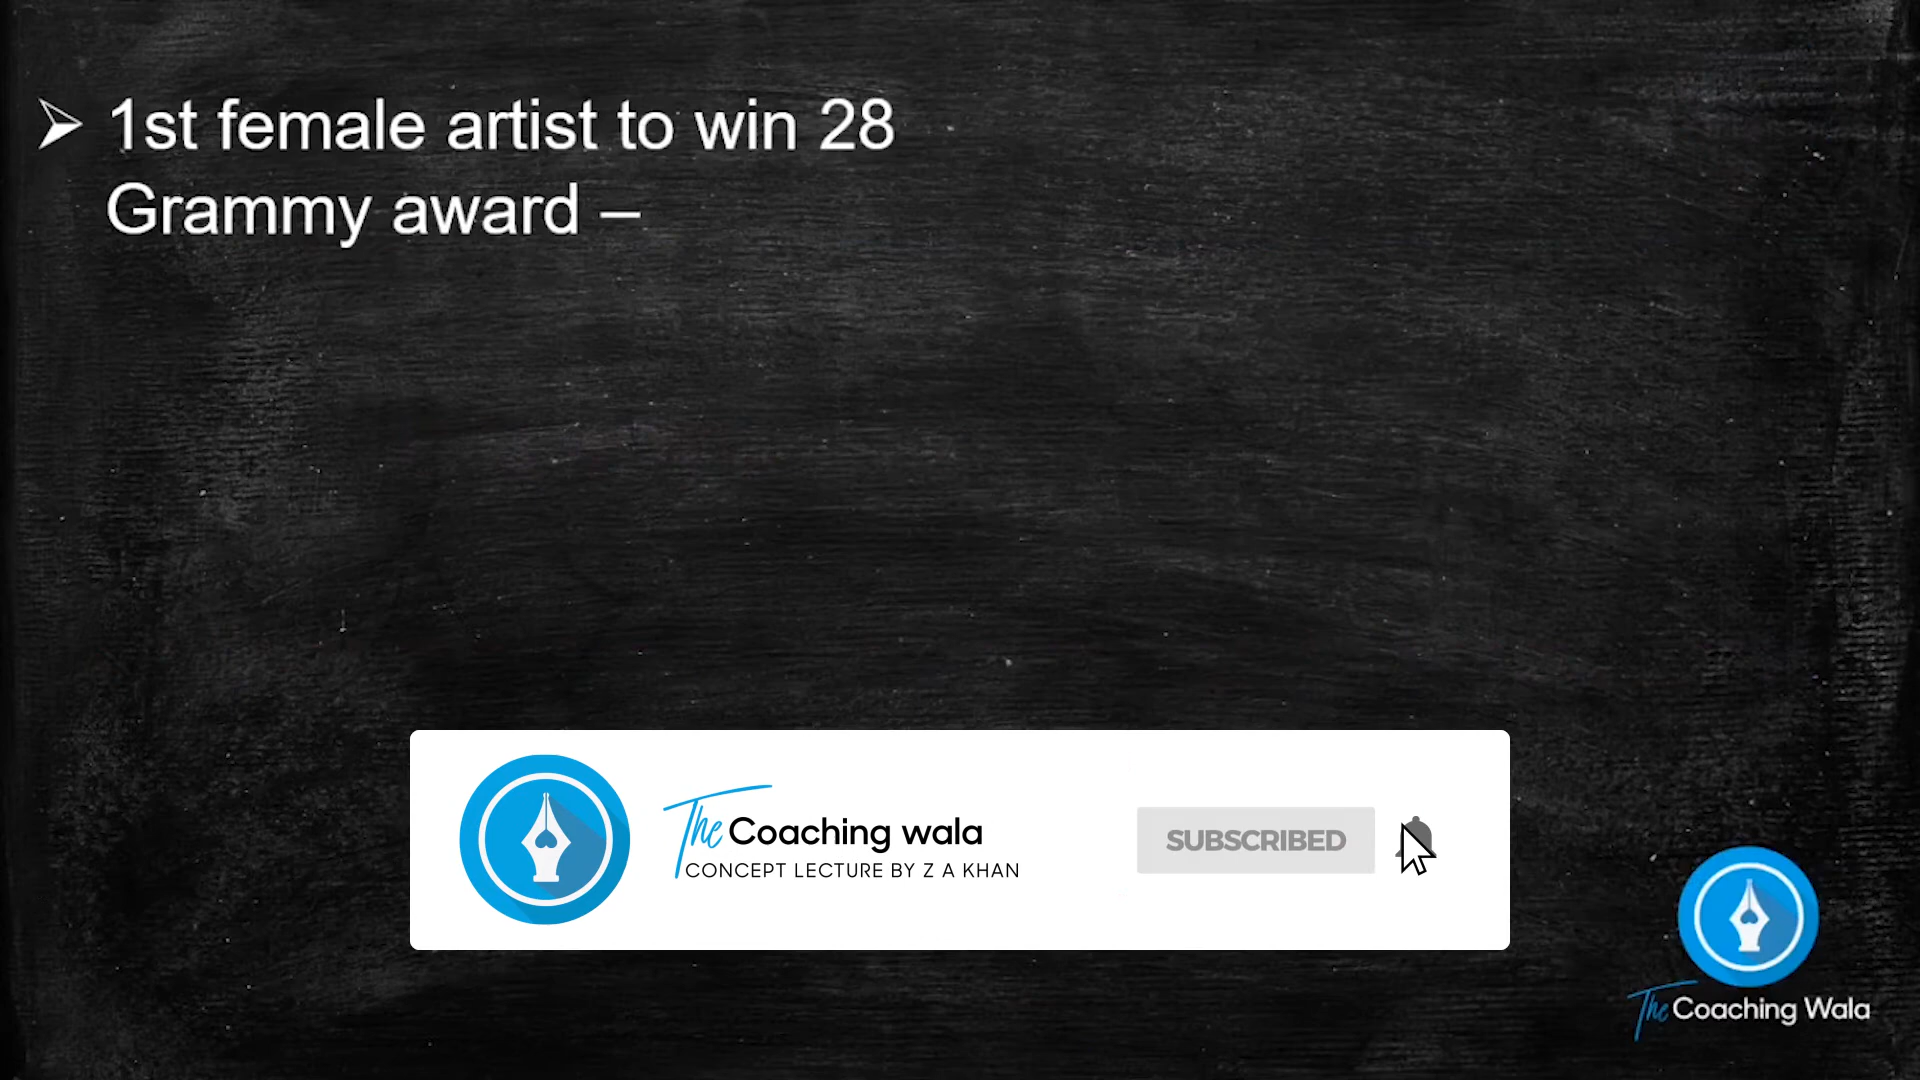 ➢ 1st female artist to win 28
Grammy award –
The Coaching wala
CONCEPT LECTURE BY Z A KHAN
SUBSCRIBED
The Coaching Wala